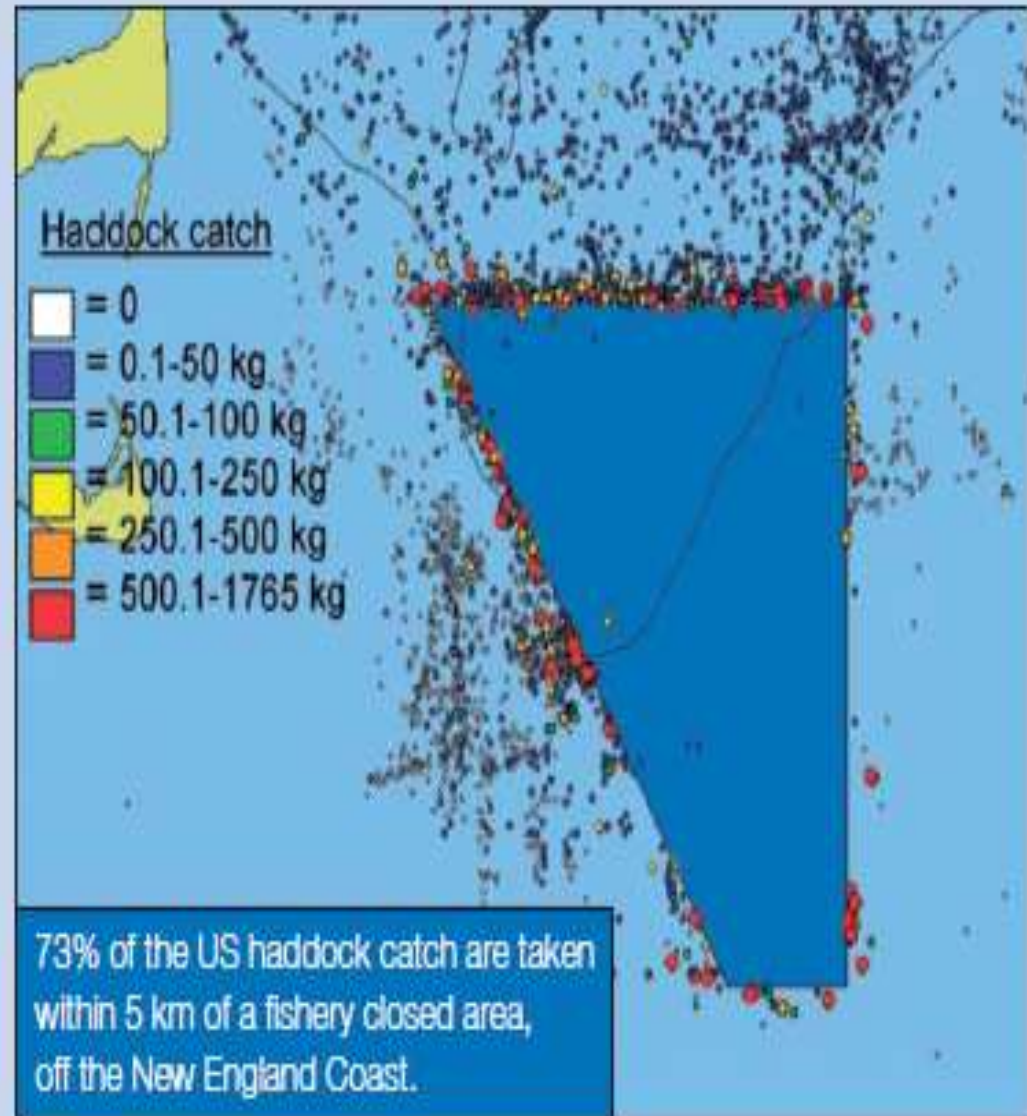 Haddock catch
= 0
= 0.1-50 kg
= 50.1-100 kg
= 100.1-250 kg
= 250.1-500 kg
= 500.1-1765 kg
73% of the US haddock catch are taken
within 5 km of a fishery closed area,
off the New England Coast.